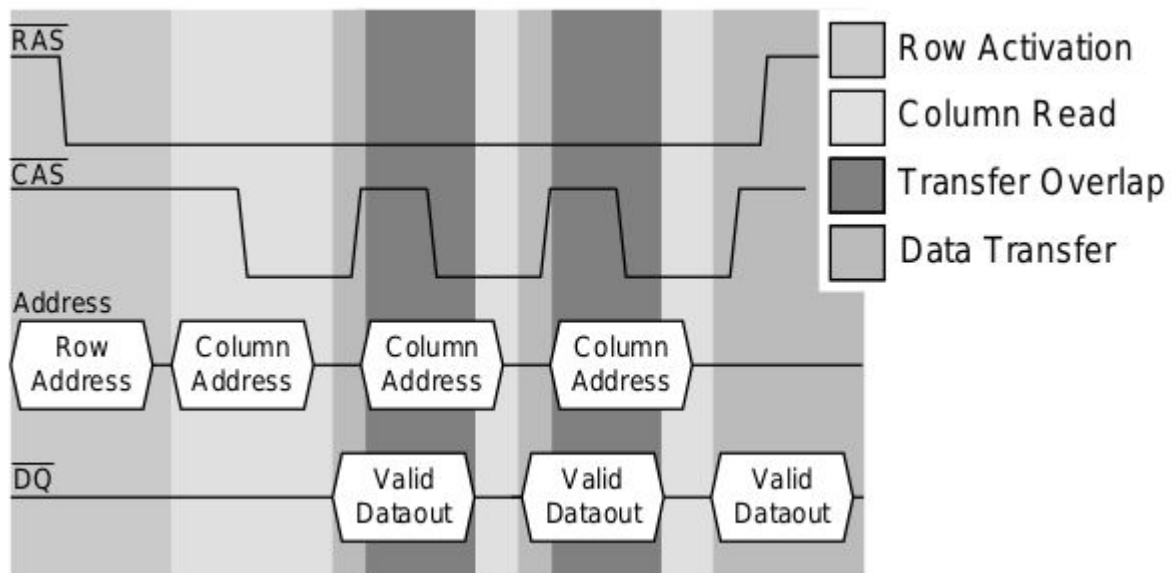 RAS
Row Activation
Column Read
CAS
Transfer Overlap
Data Transfer
Address
Row
Address
Column
Address
Column
Address
Column
Address
DQ
Valid
Dataout
Valid
Dataout
Valid
Dataout